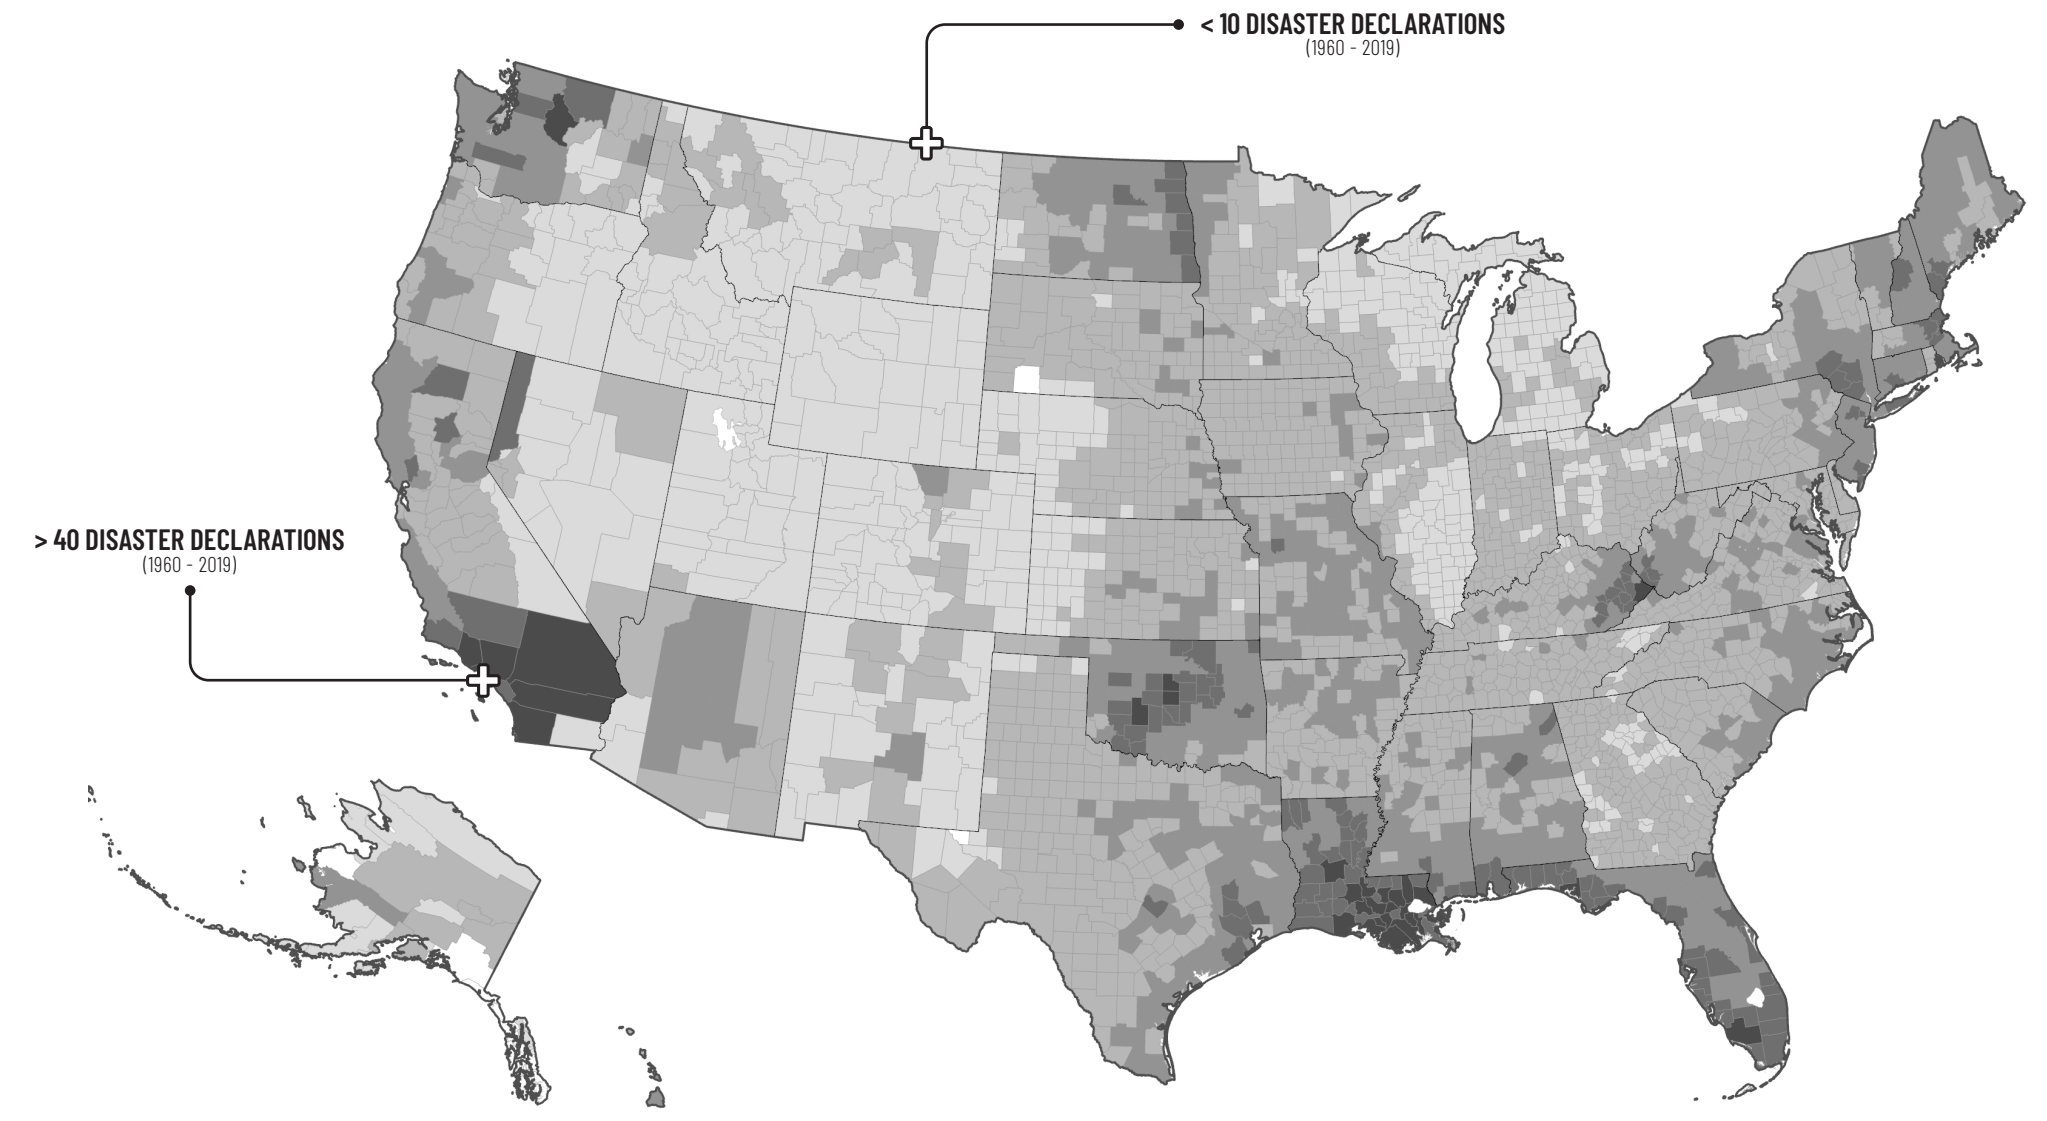 < 10 DISASTER DECLARATIONS
(1960 - 2019)
> 40 DISASTER DECLARATIONS
(1960 - 2019)